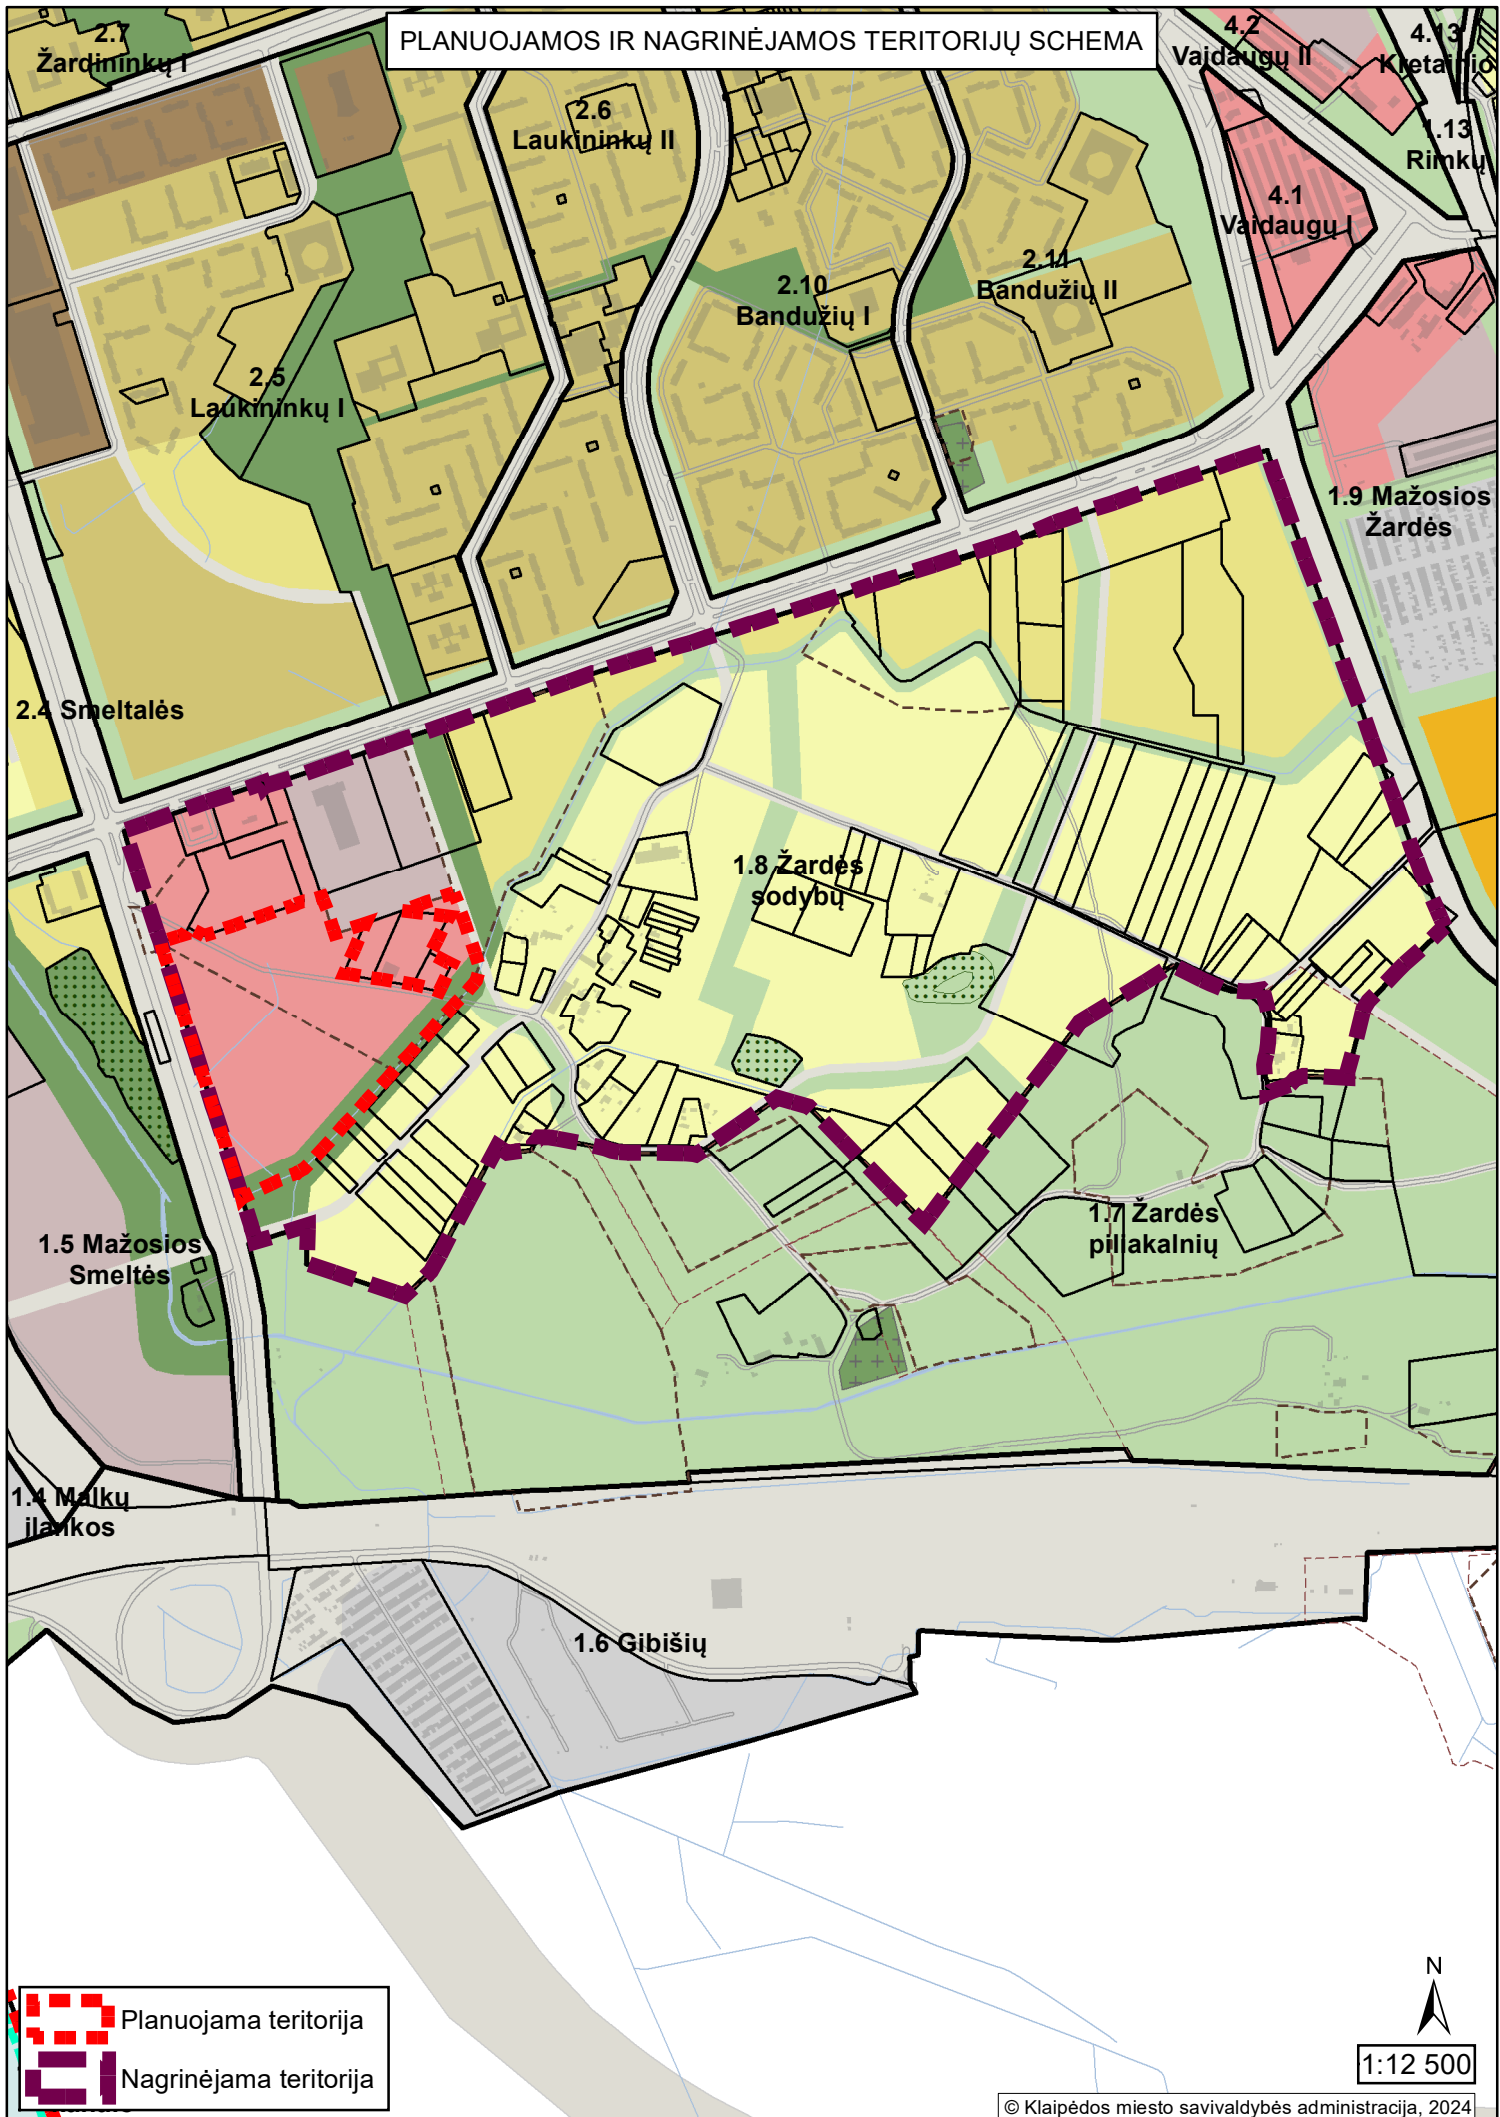 PLANUOJAMOS IR NAGRINĖJAMOS TERITORIJŲ SCHEMA
2.7
Žardininkų I
2.6
Laukininkų II
4.2
Vaidaugų II
4.13
Kretainio
1.13
Rimkų
4.1
Vaidaugų I
2.10
Bandužių I
2.11
Bandužių II
2.5
Laukininkų I
1.9 Mažosios
Žardės
2.4 Smeltalės
1.8 Žardės
sodybų
1.7 Žardės
piliakalnių
1.5 Mažosios
Smeltės
1.4 Malkų
įlankos
1.6 Gibišių
Planuojama teritorija
Nagrinėjama teritorija
N
1:12 500
© Klaipėdos miesto savivaldybės administracija, 2024